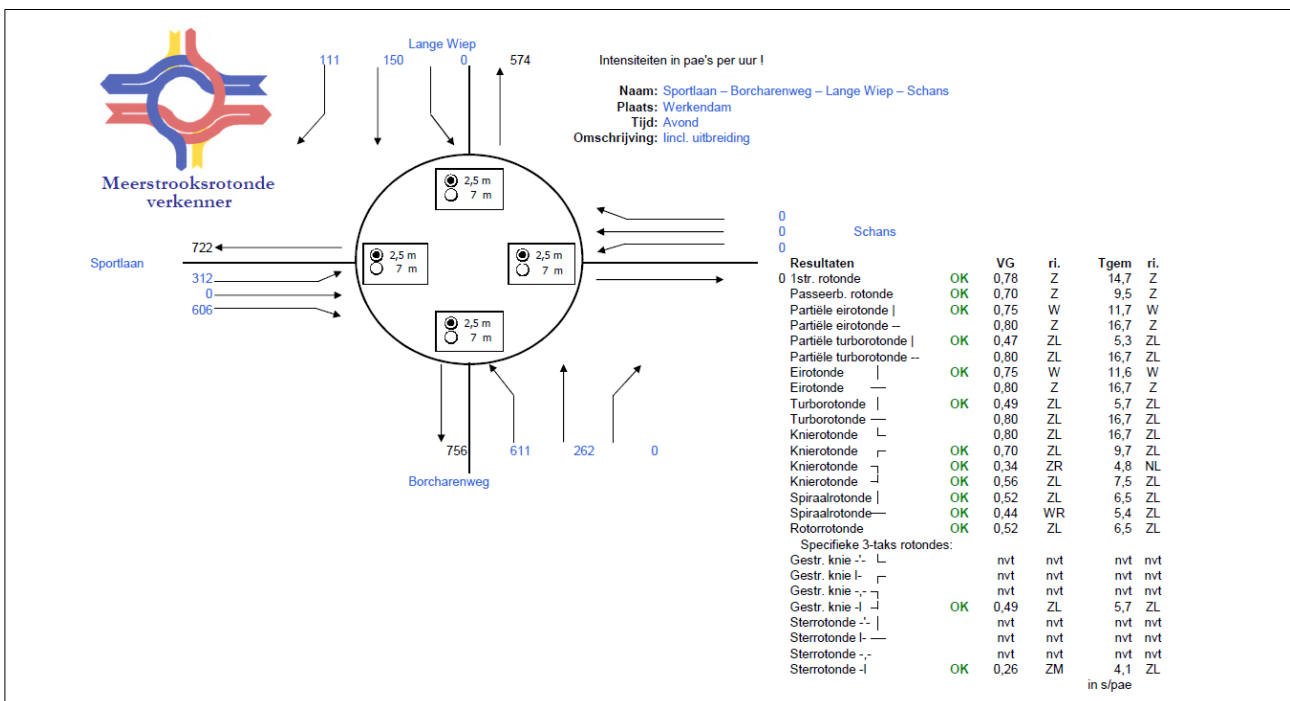 Lange Wiep
111 150 0 574
Intensiteiten in pae's per uur !
Naam: Sportlaan – Borcharenweg – Lange Wiep – Schans
Plaats: Werkendam
Tijd: Avond
Omschrijving: Iincl. uitbreiding
Meerstrooksrotonde
verkenner
2,5 m
7 m
0
0 Schans
0
722
Sportlaan
312
0
606
2,5 m
7 m
2,5 m
7 m
2,5 m
7 m
756 611 262 0
Borcharenweg
Resultaten VG ri. Tgem ri.
0 1str. rotonde OK 0,78 Z 14,7 Z
Passeerb. rotonde OK 0,70 Z 9,5 Z
Partiële eirotonde | OK 0,75 W 11,7 W
Partiële eirotonde -- 0,80 Z 16,7 Z
Partiële turborotonde | OK 0,47 ZL 5,3 ZL
Partiële turborotonde -- 0,80 ZL 16,7 ZL
Eirotonde OK 0,75 W 11,6 W
Eirotonde 0,80 Z 16,7 Z
Turborotonde OK 0,49 ZL 5,7 ZL
Turborotonde 0,80 ZL 16,7 ZL
Knierotonde 0,80 ZL 16,7 ZL
Knierotonde OK 0,70 ZL 9,7 ZL
Knierotonde OK 0,34 ZR 4,8 NL
Knierotonde OK 0,56 ZL 7,5 ZL
Spiraalrotonde OK 0,52 ZL 6,5 ZL
Spiraalrotonde OK 0,44 WR 5,4 ZL
Rotorrotonde OK 0,52 ZL 6,5 ZL
Specifieke 3-taks rotondes:
Gestr. knie -'- nvt nvt nvt nvt
Gestr. knie I- nvt nvt nvt nvt
Gestr. knie -,- nvt nvt nvt nvt
Gestr. knie -I OK 0,49 ZL 5,7 ZL
Sterrotonde -'- nvt nvt nvt nvt
Sterrotonde I- nvt nvt nvt nvt
Sterrotonde -,- nvt nvt nvt nvt
Sterrotonde -I OK 0,26 ZM 4,1 ZL
in s/pae